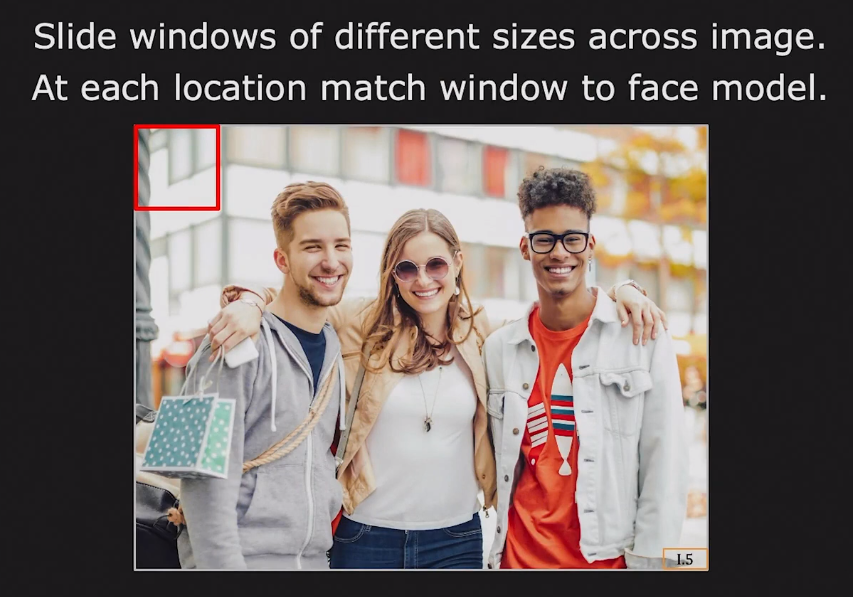 Slide windows of different sizes across image.
At each location match window to face model.
I.5